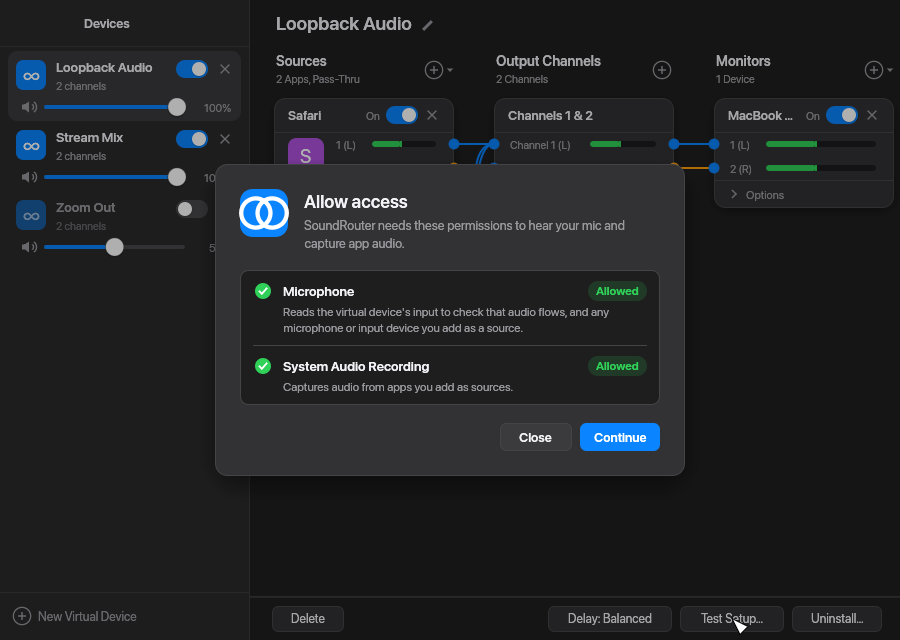 Devices
Loopback Audio
2 channels
100%
Stream Mix
2 channels
10
Zoom Out
2 channels
5
New Virtual Device
Loopback Audio
Sources
2 Apps, Pass-Thru
Output Channels
2 Channels
Monitors
1 Device
Safari
On
S
1 (L)
Channels 1 & 2
Channel 1 (L)
MacBook ...
On
1 (L)
2 (R)
Options
Allow access
SoundRouter needs these permissions to hear your mic and
capture app audio.
Microphone
Allowed
Reads the virtual device's input to check that audio flows, and any
microphone or input device you add as a source.
System Audio Recording
Allowed
Captures audio from apps you add as sources.
Close
Continue
Delete
Delay: Balanced
Test Setup...
Uninstall...